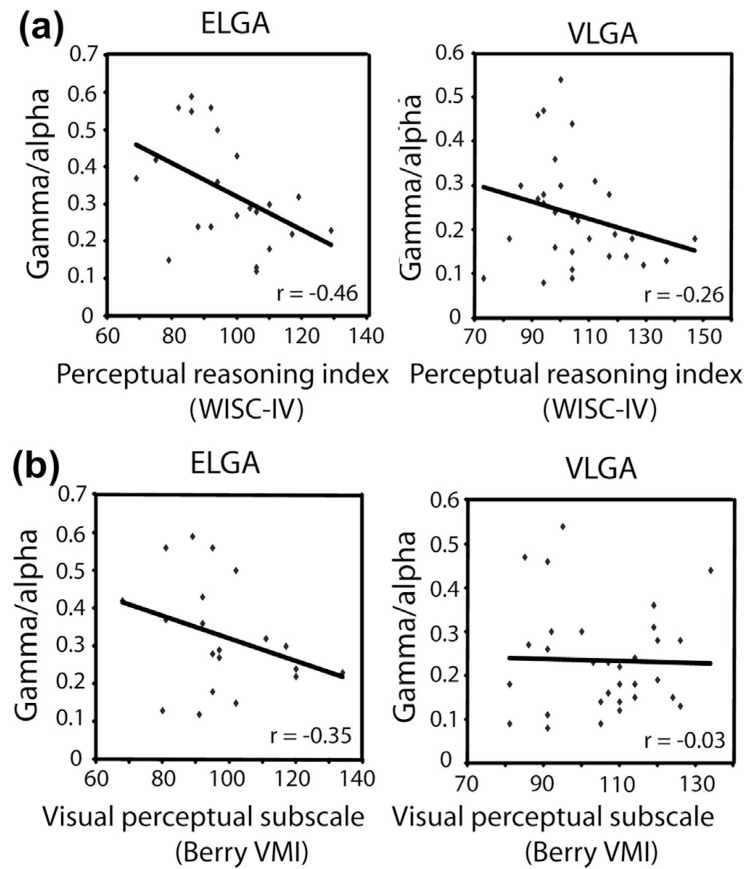 (a)
ELGA
VLGA
0.7
0.6
0.5
0.4
0.3
0.2
0.1
0
Gamma/alpha
r = -0.46
60 80 100 120 140
Perceptual reasoning index
(WISC-IV)
0.6
0.5
0.4
0.3
0.2
0.1
0
Gamma/alpha
r = -0.26
70 90 110 130 150
Perceptual reasoning index
(WISC-IV)
(b)
ELGA
VLGA
0.7
0.6
0.5
0.4
0.3
0.2
0.1
0
Gamma/alpha
r = -0.35
60 80 100 120 140
Visual perceptual subscale
(Berry VMI)
0.6
0.5
0.4
0.3
0.2
0.1
0
Gamma/alpha
r = -0.03
70 90 110 130
Visual perceptual subscale
(Berry VMI)